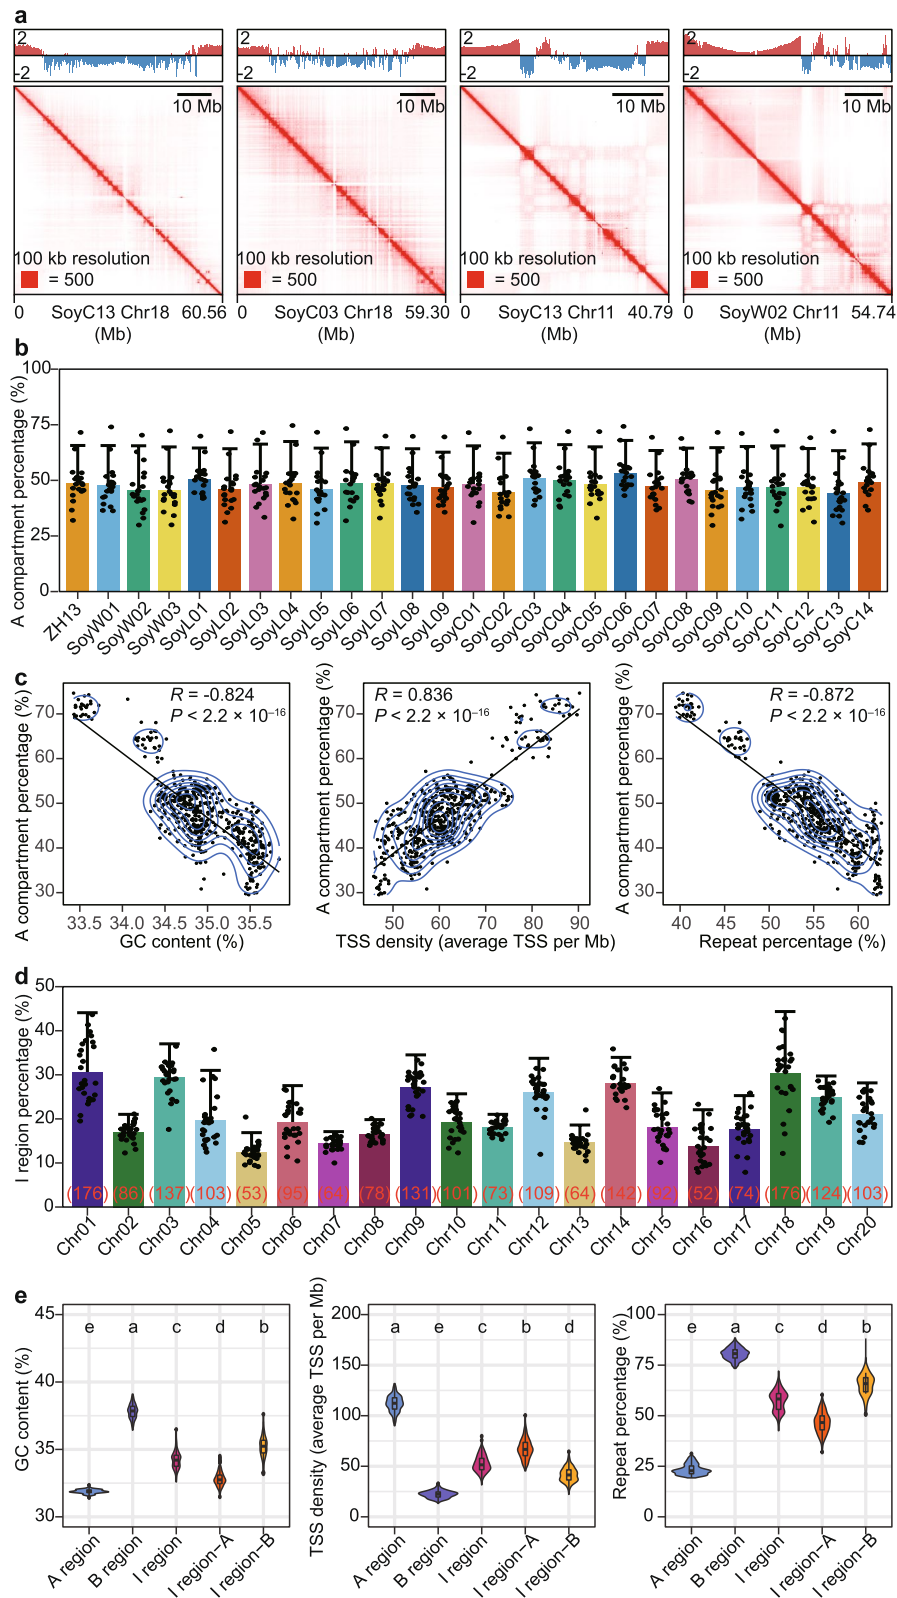 a
2
-2
10 Mb
100 kb resolution
= 500
0 SoyC13 Chr18 60.56
(Mb)
2
-2
10 Mb
100 kb resolution
= 500
0 SoyC03 Chr18 59.30
(Mb)
2
-2
10 Mb
100 kb resolution
= 500
0 SoyC13 Chr11 40.79
(Mb)
2
-2
10 Mb
100 kb resolution
= 500
0 SoyW02 Chr11 54.74
(Mb)
b
A compartment percentage (%)
100
75
50
25
0
ZH13
SoyW01
SoyW02
SoyW03
SoyL01
SoyL02
SoyL03
SoyL04
SoyL05
SoyL06
SoyL07
SoyL08
SoyL09
SoyC01
SoyC02
SoyC03
SoyC04
SoyC05
SoyC06
SoyC07
SoyC08
SoyC09
SoyC10
SoyC11
SoyC12
SoyC13
SoyC14
c
A compartment percentage (%)
70
60
50
40
30
R = -0.824
P < 2.2 × 10⁻¹⁶
33.5 34.0 34.5 35.0 35.5
GC content (%)
A compartment percentage (%)
70
60
50
40
30
R = 0.836
P < 2.2 × 10⁻¹⁶
50 60 70 80 90
TSS density (average TSS per Mb)
A compartment percentage (%)
70
60
50
40
30
R = -0.872
P < 2.2 × 10⁻¹⁶
40 45 50 55 60
Repeat percentage (%)
d
I region percentage (%)
50
40
30
20
10
0
(176) (86) (137) (103) (53) (95) (64) (78) (131) (101) (73) (109) (64) (142) (92) (52) (74) (176) (124) (103)
Chr01
Chr02
Chr03
Chr04
Chr05
Chr06
Chr07
Chr08
Chr09
Chr10
Chr11
Chr12
Chr13
Chr14
Chr15
Chr16
Chr17
Chr18
Chr19
Chr20
e
GC content (%)
45
40
35
30
e a c d b
A region
B region
I region
I region−A
I region−B
TSS density (average TSS per Mb)
200
150
100
50
0
a e c b d
A region
B region
I region
I region−A
I region−B
Repeat percentage (%)
100
75
50
25
0
e a c d b
A region
B region
I region
I region−A
I region−B